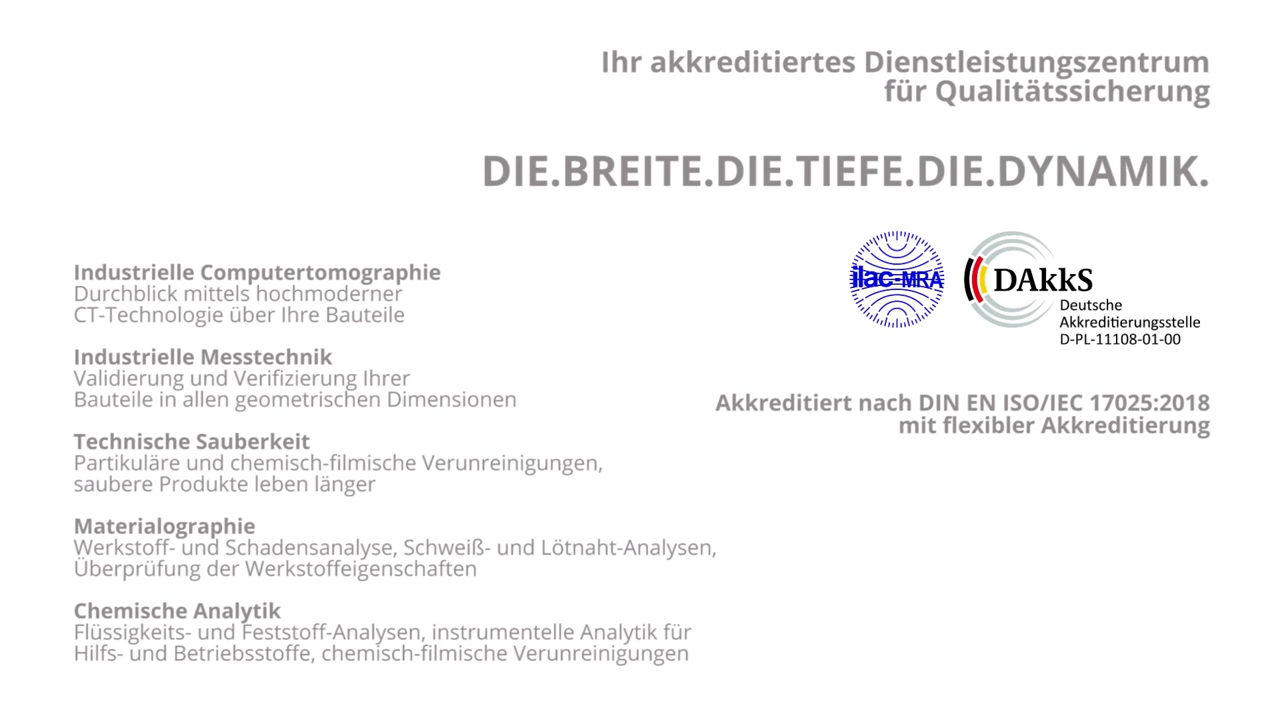 Ihr akkreditiertes Dienstleistungszentrum
für Qualitätssicherung
DIE.BREITE.DIE.TIEFE.DIE.DYNAMIK.
ilac-MRA
DAkkS
Deutsche
Akkreditierungsstelle
D-PL-11108-01-00
Akkreditiert nach DIN EN ISO/IEC 17025:2018
mit flexibler Akkreditierung
Industrielle Computertomographie
Durchblick mittels hochmoderner
CT-Technologie über Ihre Bauteile
Industrielle Messtechnik
Validierung und Verifizierung Ihrer
Bauteile in allen geometrischen Dimensionen
Technische Sauberkeit
Partikuläre und chemisch-filmische Verunreinigungen,
saubere Produkte leben länger
Materialographie
Werkstoff- und Schadensanalyse, Schweiß- und Lötnaht-Analysen,
Überprüfung der Werkstoffeigenschaften
Chemische Analytik
Flüssigkeits- und Feststoff-Analysen, instrumentelle Analytik für
Hilfs- und Betriebsstoffe, chemisch-filmische Verunreinigungen